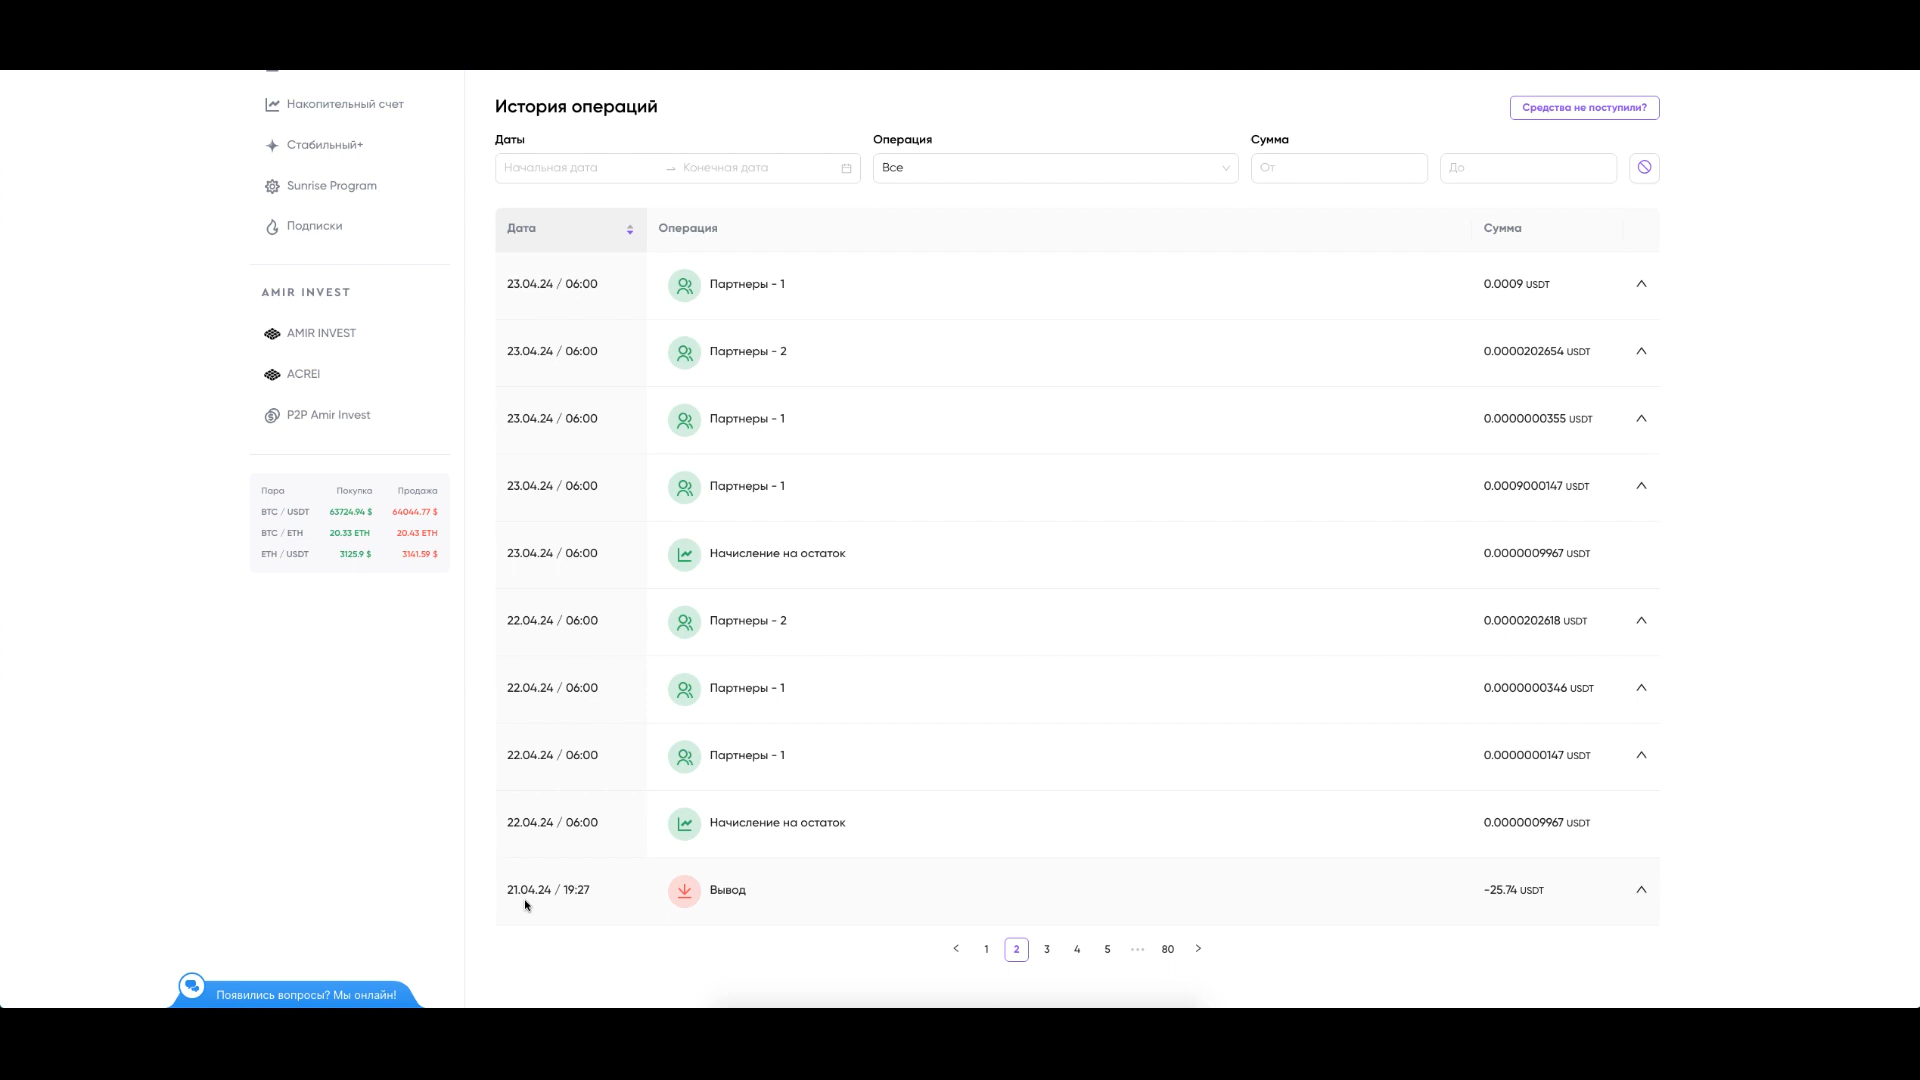 Накопительный счет
Стабильный+
Sunrise Program
Подписки
AMIR INVEST
AMIR INVEST
ACREI
P2P Amir Invest
Пара Покупка Продажа
BTC / USDT 63724.94 $ 64044.77 $
BTC / ETH 20.33 ETH 20.43 ETH
ETH / USDT 3125.9 $ 3141.59 $
Появились вопросы? Мы онлайн!
История операций
Средства не поступили?
Даты Операция Сумма
Начальная дата → Конечная дата Все От До
Дата Операция Сумма
23.04.24 / 06:00 Партнеры - 1 0.0009 USDT
23.04.24 / 06:00 Партнеры - 2 0.0000202654 USDT
23.04.24 / 06:00 Партнеры - 1 0.0000000355 USDT
23.04.24 / 06:00 Партнеры - 1 0.0009000147 USDT
23.04.24 / 06:00 Начисление на остаток 0.0000009967 USDT
22.04.24 / 06:00 Партнеры - 2 0.0000202618 USDT
22.04.24 / 06:00 Партнеры - 1 0.0000000346 USDT
22.04.24 / 06:00 Партнеры - 1 0.0000000147 USDT
22.04.24 / 06:00 Начисление на остаток 0.0000009967 USDT
21.04.24 / 19:27 Вывод -25.74 USDT
< 1 2 3 4 5 ••• 80 >